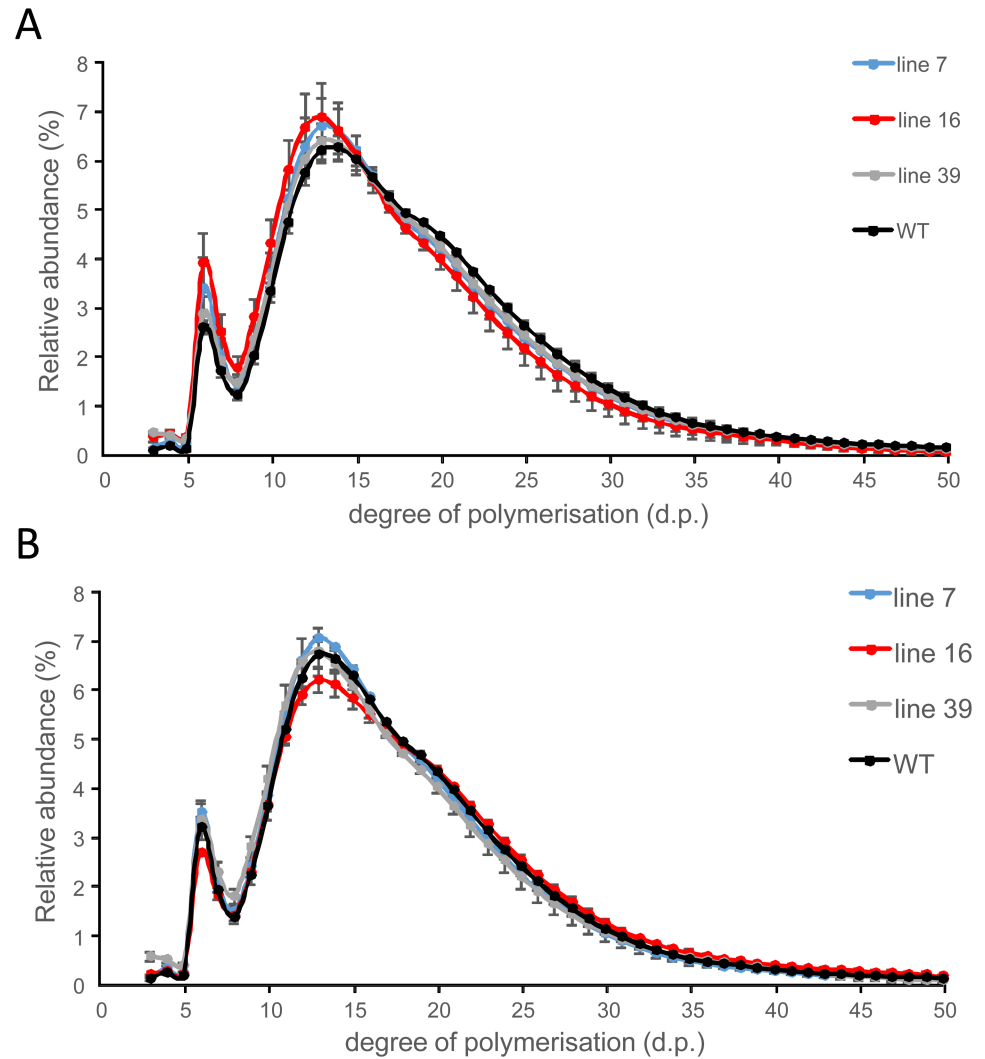 A
8
7
6
5
4
3
2
1
0
Relative abundance (%)
0 5 10 15 20 25 30 35 40 45 50
degree of polymerisation (d.p.)
line 7
line 16
line 39
WT
B
8
7
6
5
4
3
2
1
0
Relative abundance (%)
0 5 10 15 20 25 30 35 40 45 50
degree of polymerisation (d.p.)
line 7
line 16
line 39
WT